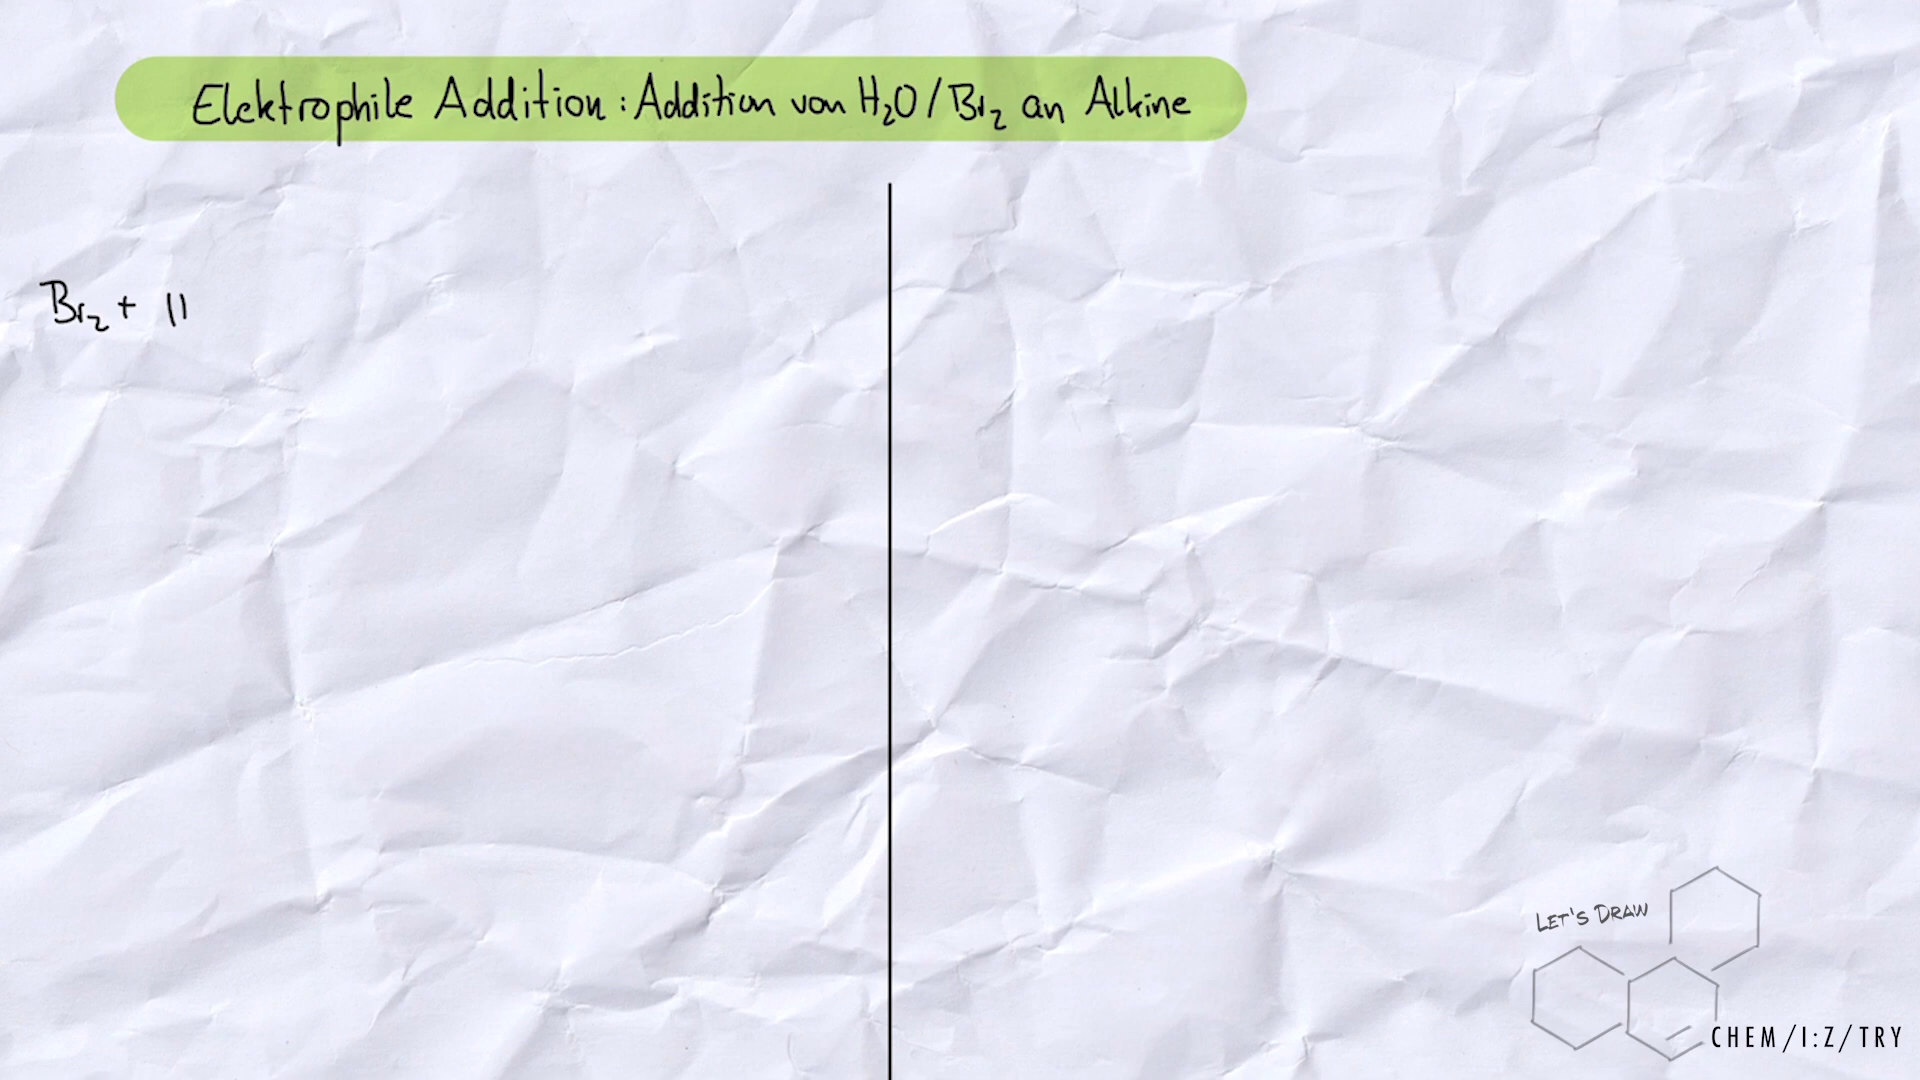 Elektrophile Addition: Addition von H₂O/Br₂ an Alkine
Br₂ + ||
LET'S DRAW
CHEM/I:Z/TRY